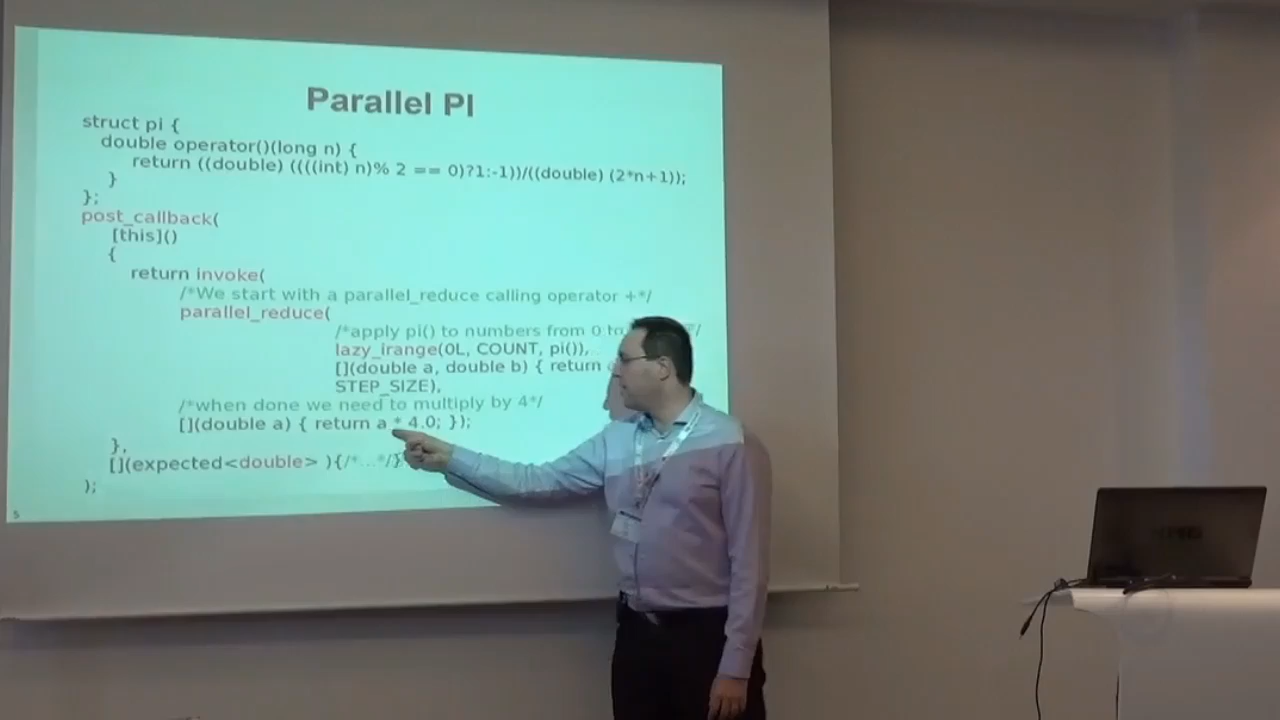 Parallel PI
struct pi {
double operator()(long n) {
return ((double) ((((int) n)% 2 == 0)?1:-1))/((double) (2*n+1));
}
};
post_callback(
[this]()
{
return invoke(
/*We start with a parallel_reduce calling operator +*/
parallel_reduce(
/*apply pi() to numbers from 0 to */
lazy_irange(0L, COUNT, pi()),
[](double a, double b) { return
STEP_SIZE),
/*when done we need to multiply by 4*/
[](double a) { return a * 4.0; });
},
[](expected<double> ){/*...*/}
);
5